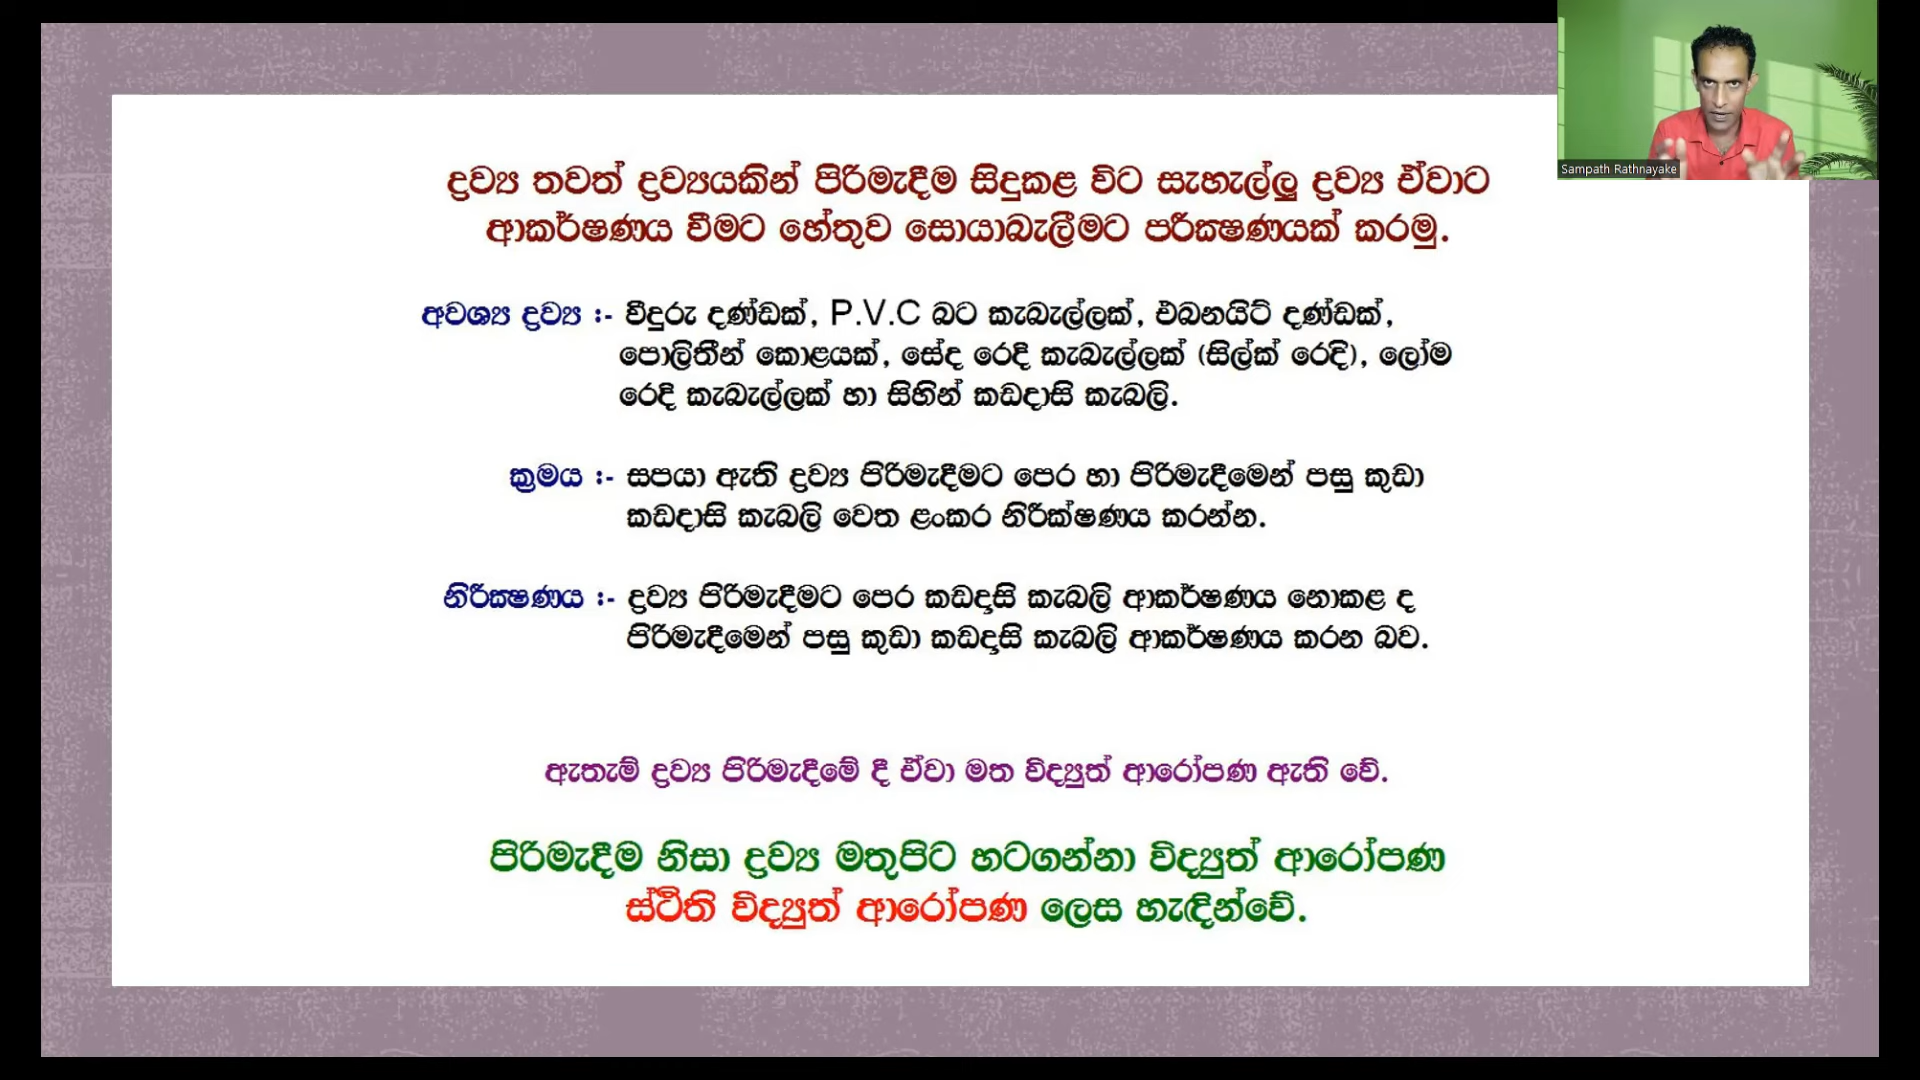 Sampath Rathnayake
ද්‍රව්‍ය තවත් ද්‍රව්‍යයකින් පිරිමැදීම සිදුකළ විට සැහැල්ලු ද්‍රව්‍ය ඒවාට
ආකර්ෂණය වීමට හේතුව සොයාබැලීමට පරීක්‍ෂණයක් කරමු.
අවශ්‍ය ද්‍රව්‍ය :- වීදුරු දණ්ඩක්, P.V.C බට කැබැල්ලක්, එබනයිට් දණ්ඩක්,
පොලිතීන් කොළයක්, සේද රෙදි කැබැල්ලක් (සිල්ක් රෙදි), ලෝම
රෙදි කැබැල්ලක් හා සිහින් කඩදාසි කැබලි.
ක්‍රමය :- සපයා ඇති ද්‍රව්‍ය පිරිමැදීමට පෙර හා පිරිමැදීමෙන් පසු කුඩා
කඩදාසි කැබලි වෙත ළංකර නිරීක්ෂණය කරන්න.
නිරීක්‍ෂණය :- ද්‍රව්‍ය පිරිමැදීමට පෙර කඩදාසි කැබලි ආකර්ෂණය නොකළ ද
පිරිමැදීමෙන් පසු කුඩා කඩදාසි කැබලි ආකර්ෂණය කරන බව.
ඇතැම් ද්‍රව්‍ය පිරිමැදීමේ දී ඒවා මත විද්‍යුත් ආරෝපණ ඇති වේ.
පිරිමැදීම නිසා ද්‍රව්‍ය මතුපිට හටගන්නා විද්‍යුත් ආරෝපණ
ස්ථිති විද්‍යුත් ආරෝපණ ලෙස හැඳින්වේ.